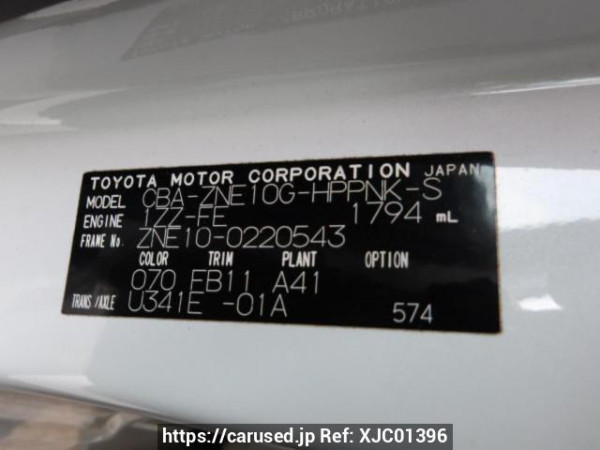 TOYOTA MOTOR CORPORATION JAPAN
MODEL CBA-ZNE10G-HPPNK-S
ENGINE 1ZZ-FE 1794 mL
FRAME No. ZNE10-0220543
COLOR TRIM PLANT OPTION
070 FB11 A41
TRANS/AXLE U341E -01A 574
https://carused.jp Ref: XJC01396